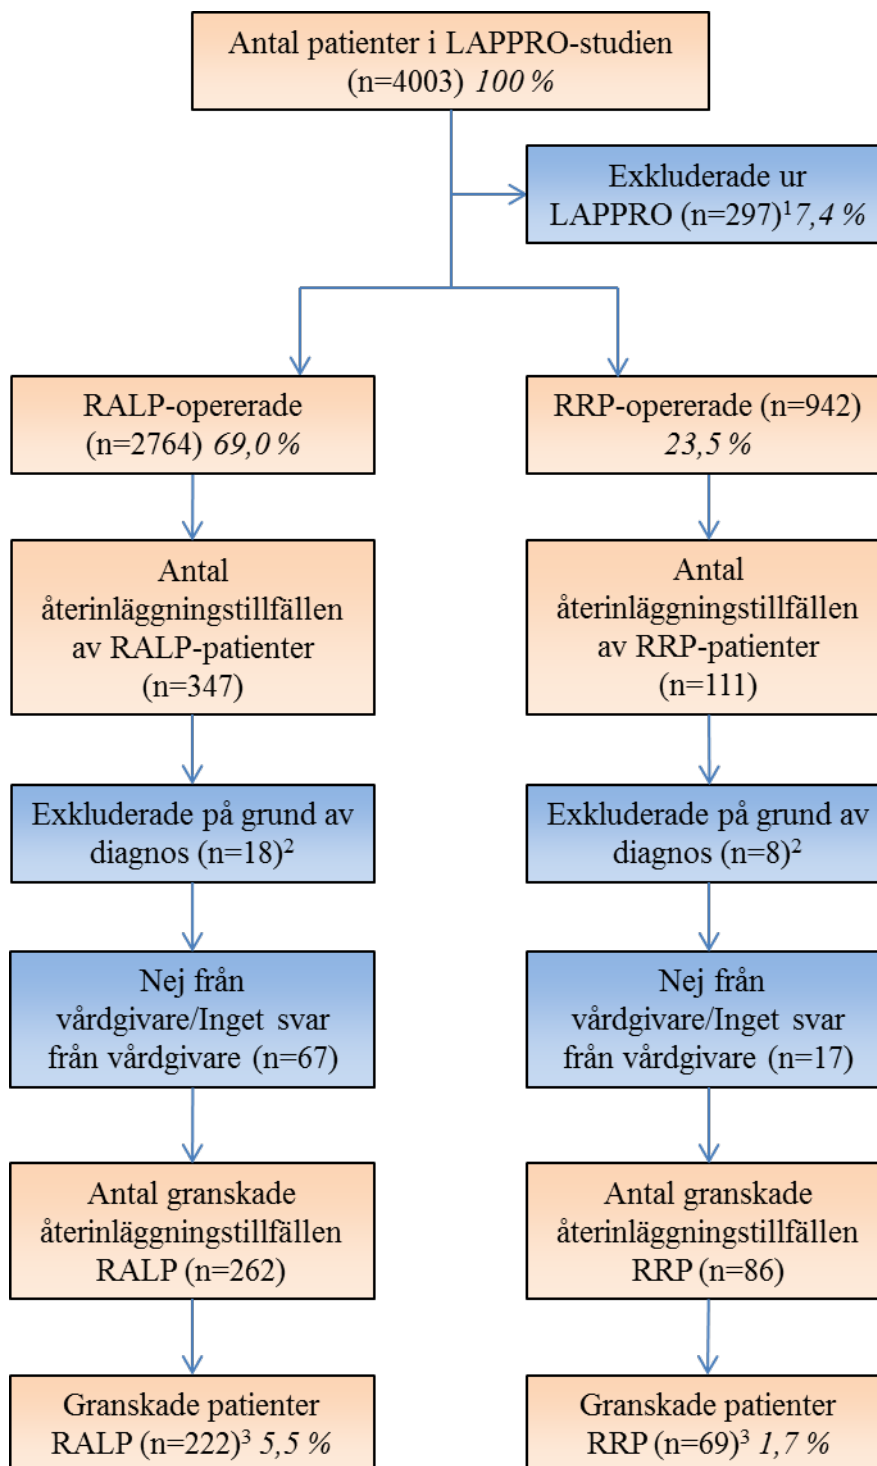 Antal patienter i LAPPRO-studien
(n=4003) 100 %
Exkluderade ur
LAPPRO (n=297)¹ 7,4 %
RALP-opererade
(n=2764) 69,0 %
RRP-opererade (n=942)
23,5 %
Antal
återinläggningstillfällen
av RALP-patienter
(n=347)
Antal
återinläggningstillfällen
av RRP-patienter
(n=111)
Exkluderade på grund av
diagnos (n=18)²
Exkluderade på grund av
diagnos (n=8)²
Nej från
vårdgivare/Inget svar
från vårdgivare (n=67)
Nej från
vårdgivare/Inget svar
från vårdgivare (n=17)
Antal granskade
återinläggningstillfällen
RALP (n=262)
Antal granskade
återinläggningstillfällen
RRP (n=86)
Granskade patienter
RALP (n=222)³ 5,5 %
Granskade patienter
RRP (n=69)³ 1,7 %